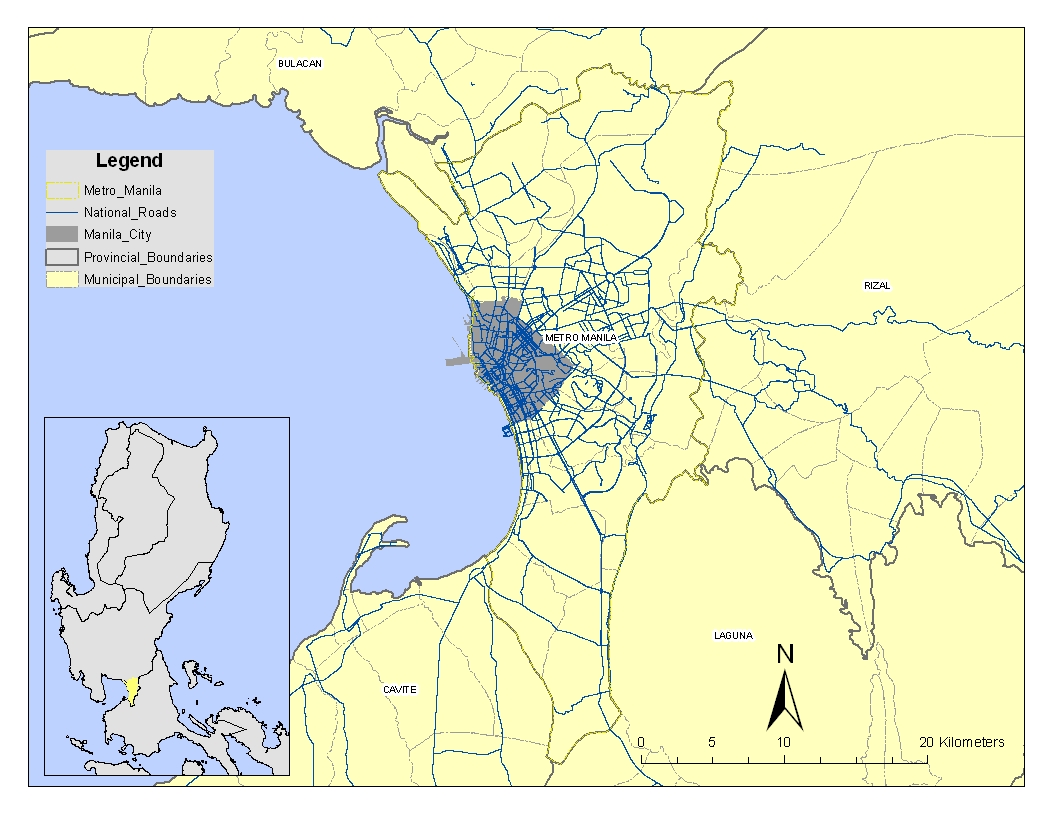 BULACAN
Legend
Metro_Manila
National_Roads
Manila_City
Provincial_Boundaries
Municipal_Boundaries
RIZAL
METRO MANILA
LAGUNA
N
CAVITE
0 5 10 20 Kilometers